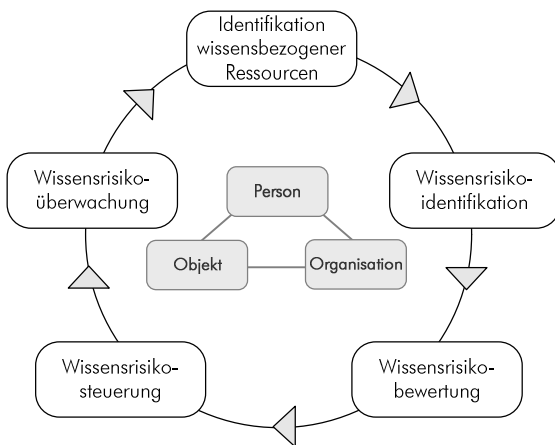 Identifikation
wissensbezogener
Ressourcen
Wissensrisiko-
überwachung
Wissensrisiko-
identifikation
Person
Objekt
Organisation
Wissensrisiko-
steuerung
Wissensrisiko-
bewertung